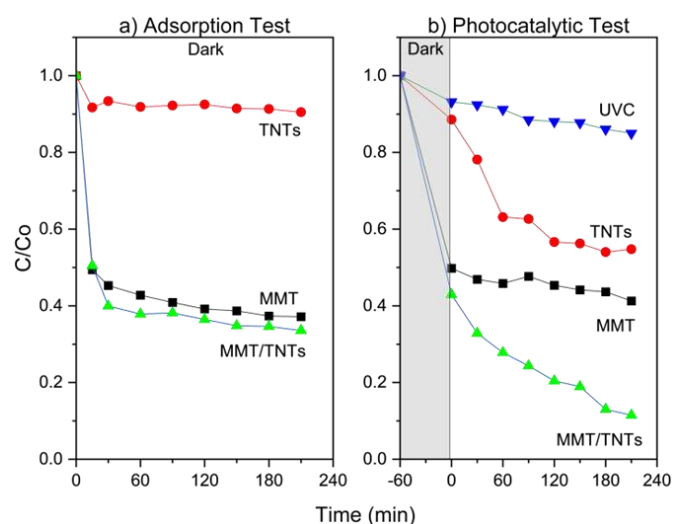 a) Adsorption Test
b) Photocatalytic Test
Dark
Dark
1.0
0.8
0.6
0.4
0.2
0.0
C/Co
TNTs
MMT
MMT/TNTs
0 60 120 180 240
1.0
0.8
0.6
0.4
0.2
0.0
UVC
TNTs
MMT
MMT/TNTs
-60 0 60 120 180 240
Time (min)